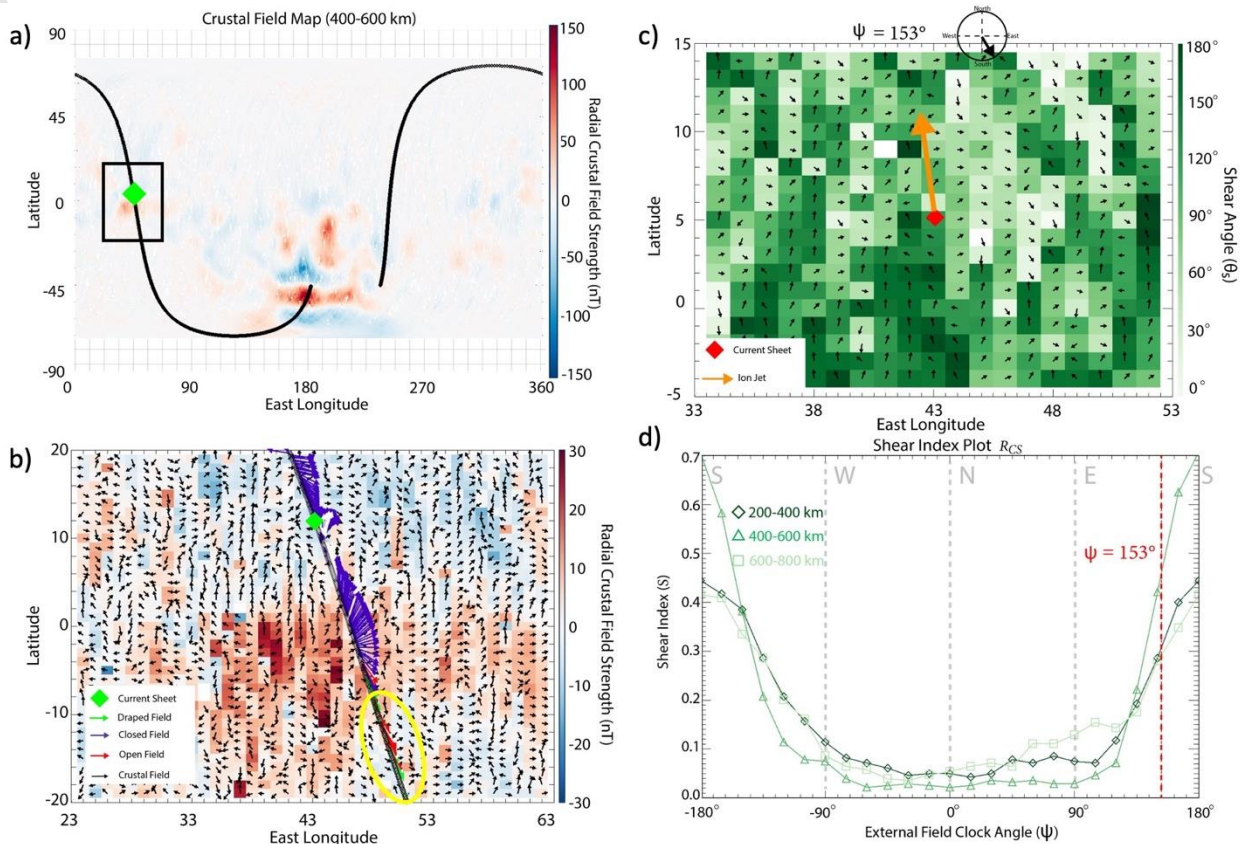 a)
Crustal Field Map (400-600 km)
90
45
0
-45
-90
Latitude
0
90
180
270
360
East Longitude
150
100
50
0
-50
-100
-150
Radial Crustal Field Strength (nT)
b)
20
10
0
-10
-20
Latitude
Current Sheet
Draped Field
Closed Field
Open Field
Crustal Field
23
33
43
53
63
East Longitude
30
20
10
0
-10
-20
-30
Radial Crustal Field Strength (nT)
c)
ψ = 153°
North
West
East
South
15
10
5
0
-5
Latitude
Current Sheet
Ion Jet
33
38
43
48
53
East Longitude
180°
150°
120°
90°
60°
30°
0°
Shear Angle (θs)
d)
Shear Index Plot RCS
0.7
0.6
0.5
0.4
0.3
0.2
0.1
0.0
Shear Index (S)
S
W
N
E
S
200-400 km
400-600 km
600-800 km
ψ = 153°
-180°
-90°
0°
90°
180°
External Field Clock Angle (ψ)